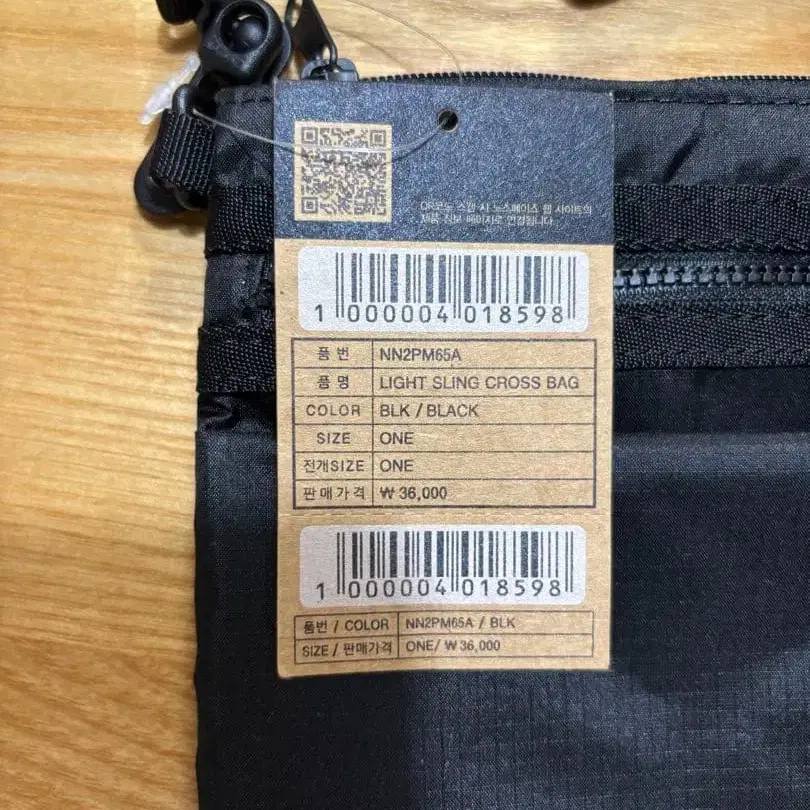 QR코드 스캔 시 노스페이스 웹 사이트의
제품 정보 페이지로 연결됩니다.
1 000004 018598
품 번 NN2PM65A
품 명 LIGHT SLING CROSS BAG
COLOR BLK / BLACK
SIZE ONE
전개SIZE ONE
판매가격 ₩ 36,000
1 000004 018598
품번 / COLOR NN2PM65A / BLK
SIZE / 판매가격 ONE/ ₩ 36,000